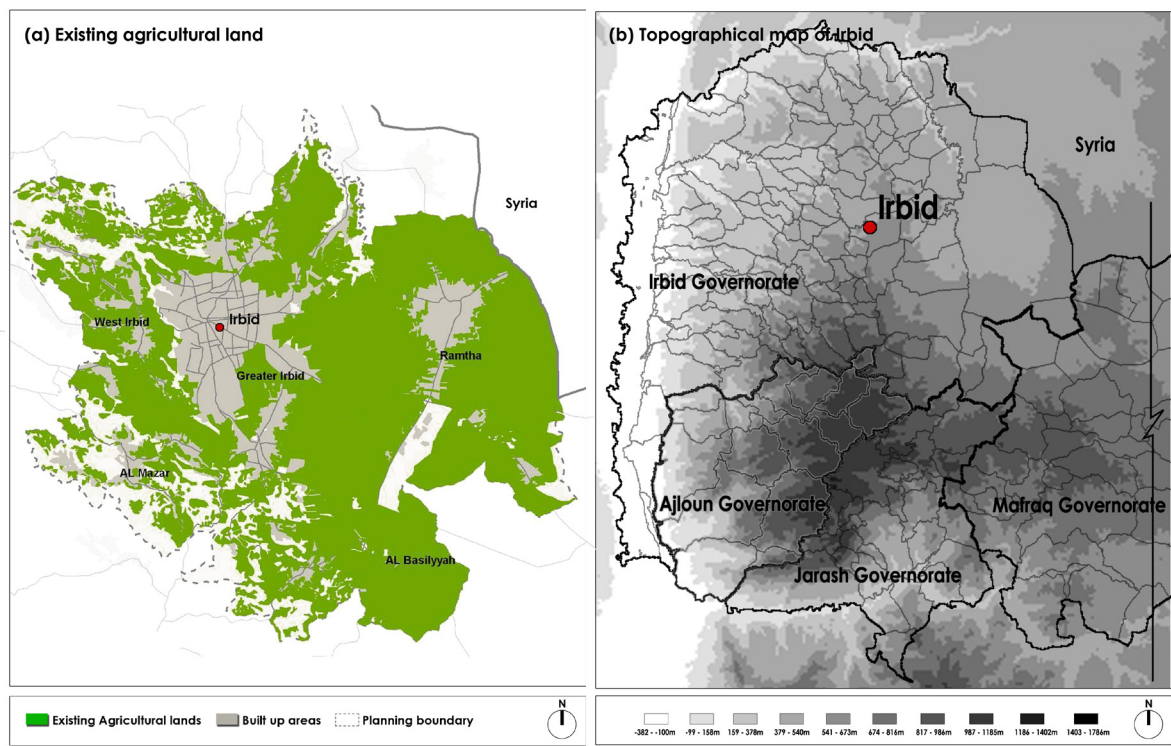 (a) Existing agricultural land
Syria
West Irbid
Irbid
Ramtha
Greater Irbid
AL Mazar
AL Basilyyah
Existing Agricultural lands
Built up areas
Planning boundary
N
(b) Topographical map of Irbid
Syria
Irbid
Irbid Governorate
Ajloun Governorate
Mafraq Governorate
Jarash Governorate
-382 - -100m
-99 - 158m
159 - 378m
379 - 540m
541 - 673m
674 - 816m
817 - 986m
987 - 1185m
1186 - 1402m
1403 - 1786m
N